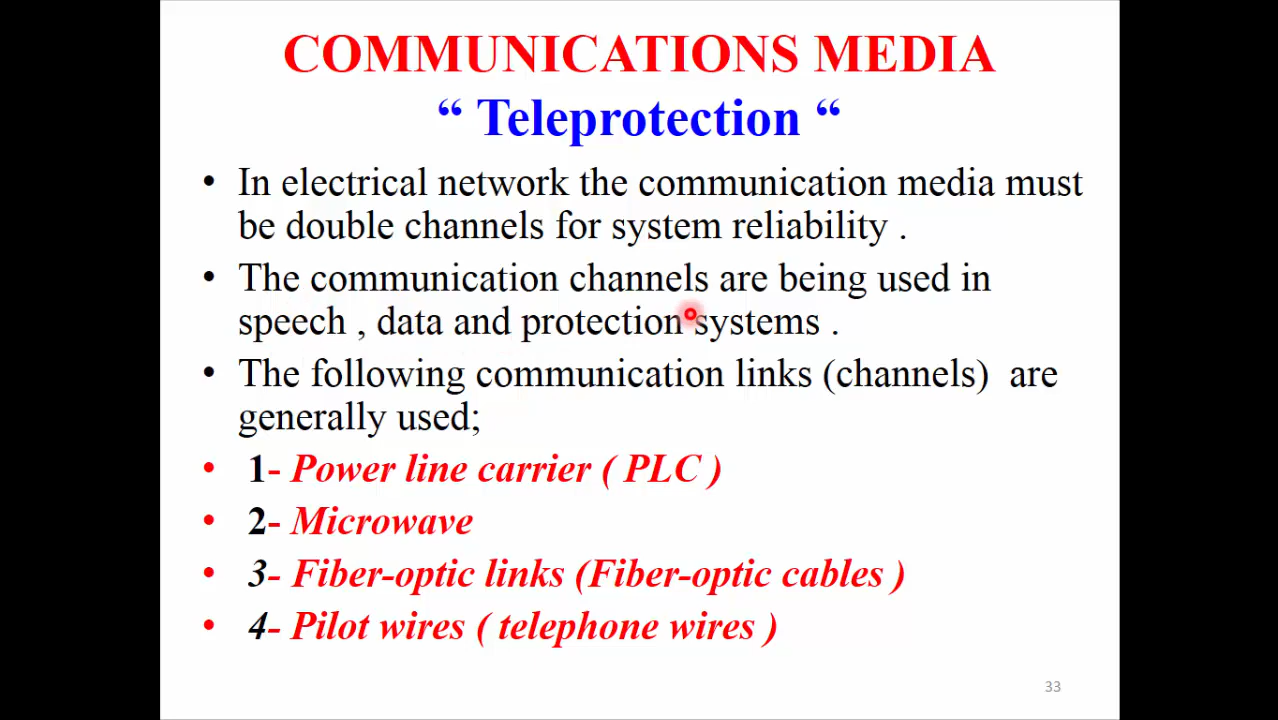 COMMUNICATIONS MEDIA
“ Teleprotection “
• In electrical network the communication media must
be double channels for system reliability .
• The communication channels are being used in
speech , data and protection systems .
• The following communication links (channels)  are
generally used;
• 1- Power line carrier ( PLC )
• 2- Microwave
• 3- Fiber-optic links (Fiber-optic cables )
• 4- Pilot wires ( telephone wires )
33